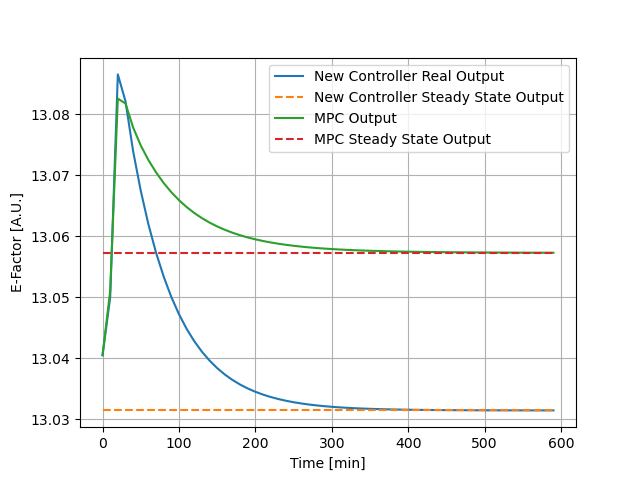 New Controller Real Output
New Controller Steady State Output
MPC Output
MPC Steady State Output
13.08
13.07
13.06
13.05
13.04
13.03
E-Factor [A.U.]
0 100 200 300 400 500 600
Time [min]